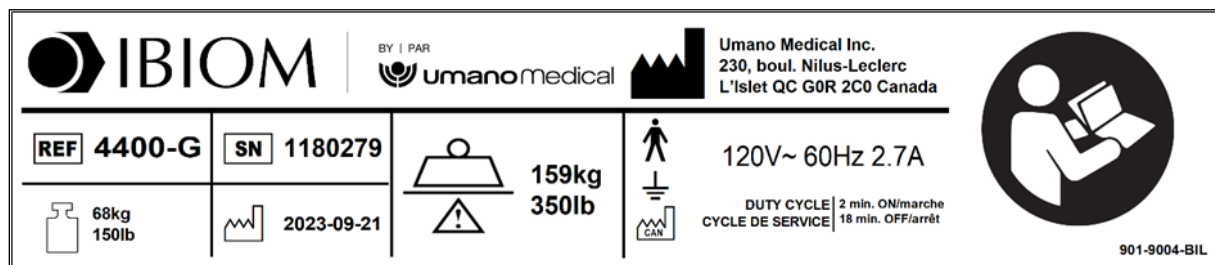 IBIOM
BY | PAR
umano medical
Umano Medical Inc.
230, boul. Nilus-Leclerc
L'Islet QC G0R 2C0 Canada
REF 4400-G
SN 1180279
159kg
350lb
120V~ 60Hz 2.7A
68kg
150lb
2023-09-21
CAN
DUTY CYCLE
CYCLE DE SERVICE
2 min. ON/marche
18 min. OFF/arrêt
901-9004-BIL